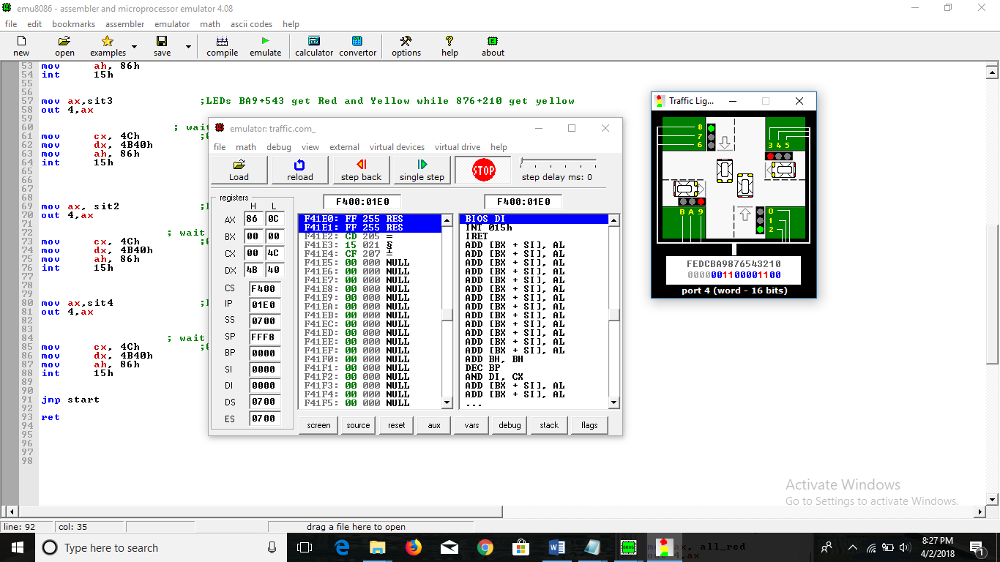 emu8086 - assembler and microprocessor emulator 4.08
file edit bookmarks assembler emulator math ascii codes help
new open examples save compile emulate calculator convertor options help about
53 mov ah, 86h
54 int 15h
55
56
57 mov ax,sit3 ;LEDs BA9+543 get Red and Yellow while 876+210 get yellow
58 out 4,ax
59
60 ; wait
61 mov cx, 4Ch
62 mov dx, 4B40h
63 mov ah, 86h
64 int 15h
65
66
67
68
69 mov ax, sit2
70 out 4,ax
71
72 ; wait
73 mov cx, 4Ch
74 mov dx, 4B40h
75 mov ah, 86h
76 int 15h
77
78
79
80 mov ax,sit4
81 out 4,ax
82
83
84 ; wait
85 mov cx, 4Ch
86 mov dx, 4B40h
87 mov ah, 86h
88 int 15h
89
90
91 jmp start
92
93 ret
94
95
96
97
98
emulator: traffic.com_
file math debug view external virtual devices virtual drive help
Load reload step back single step STOP step delay ms: 0
registers F400:01E0 F400:01E0
H L
AX 86 0C
BX 00 00
CX 00 4C
DX 4B 40
CS F400
IP 01E0
SS 0700
SP FFF8
BP 0000
SI 0000
DI 0000
DS 0700
ES 0700
F41E0: FF 255 RES
F41E1: FF 255 RES
F41E2: CD 205 =
F41E3: 15 021 §
F41E4: CF 207 ╧
F41E5: 00 000 NULL
F41E6: 00 000 NULL
F41E7: 00 000 NULL
F41E8: 00 000 NULL
F41E9: 00 000 NULL
F41EA: 00 000 NULL
F41EB: 00 000 NULL
F41EC: 00 000 NULL
F41ED: 00 000 NULL
F41EE: 00 000 NULL
F41EF: 00 000 NULL
F41F0: 00 000 NULL
F41F1: 00 000 NULL
F41F2: 00 000 NULL
F41F3: 00 000 NULL
F41F4: 00 000 NULL
F41F5: 00 000 NULL
BIOS DI
INT 015h
IRET
ADD [BX + SI], AL
ADD [BX + SI], AL
ADD [BX + SI], AL
ADD [BX + SI], AL
ADD [BX + SI], AL
ADD [BX + SI], AL
ADD [BX + SI], AL
ADD [BX + SI], AL
ADD [BX + SI], AL
ADD [BX + SI], AL
ADD [BX + SI], AL
ADD [BX + SI], AL
ADD [BX + SI], AL
ADD BH, BH
DEC BP
AND DI, CX
ADD [BX + SI], AL
ADD [BX + SI], AL
...
screen source reset aux vars debug stack flags
Traffic Lig...
8
7
6
3 4 5
B A 9
0
1
2
FEDCBA9876543210
0000001100001100
port 4 (word - 16 bits)
Activate Windows
Go to Settings to activate Windows.
line: 92 col: 35 drag a file here to open
Type here to search
ax, all_red
8:27 PM
4/2/2018
1